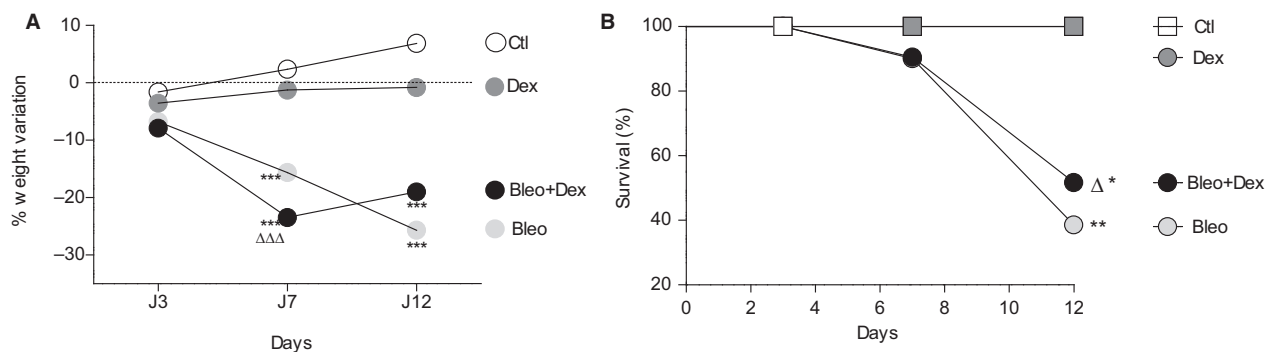 A
10
0
–10
–20
–30
% weight variation
J3
J7
J12
Days
***
***
ΔΔΔ
***
***
Ctl
Dex
Bleo+Dex
Bleo
B
100
80
60
40
20
Survival (%)
0
2
4
6
8
10
12
Days
Δ *
**
Ctl
Dex
Bleo+Dex
Bleo